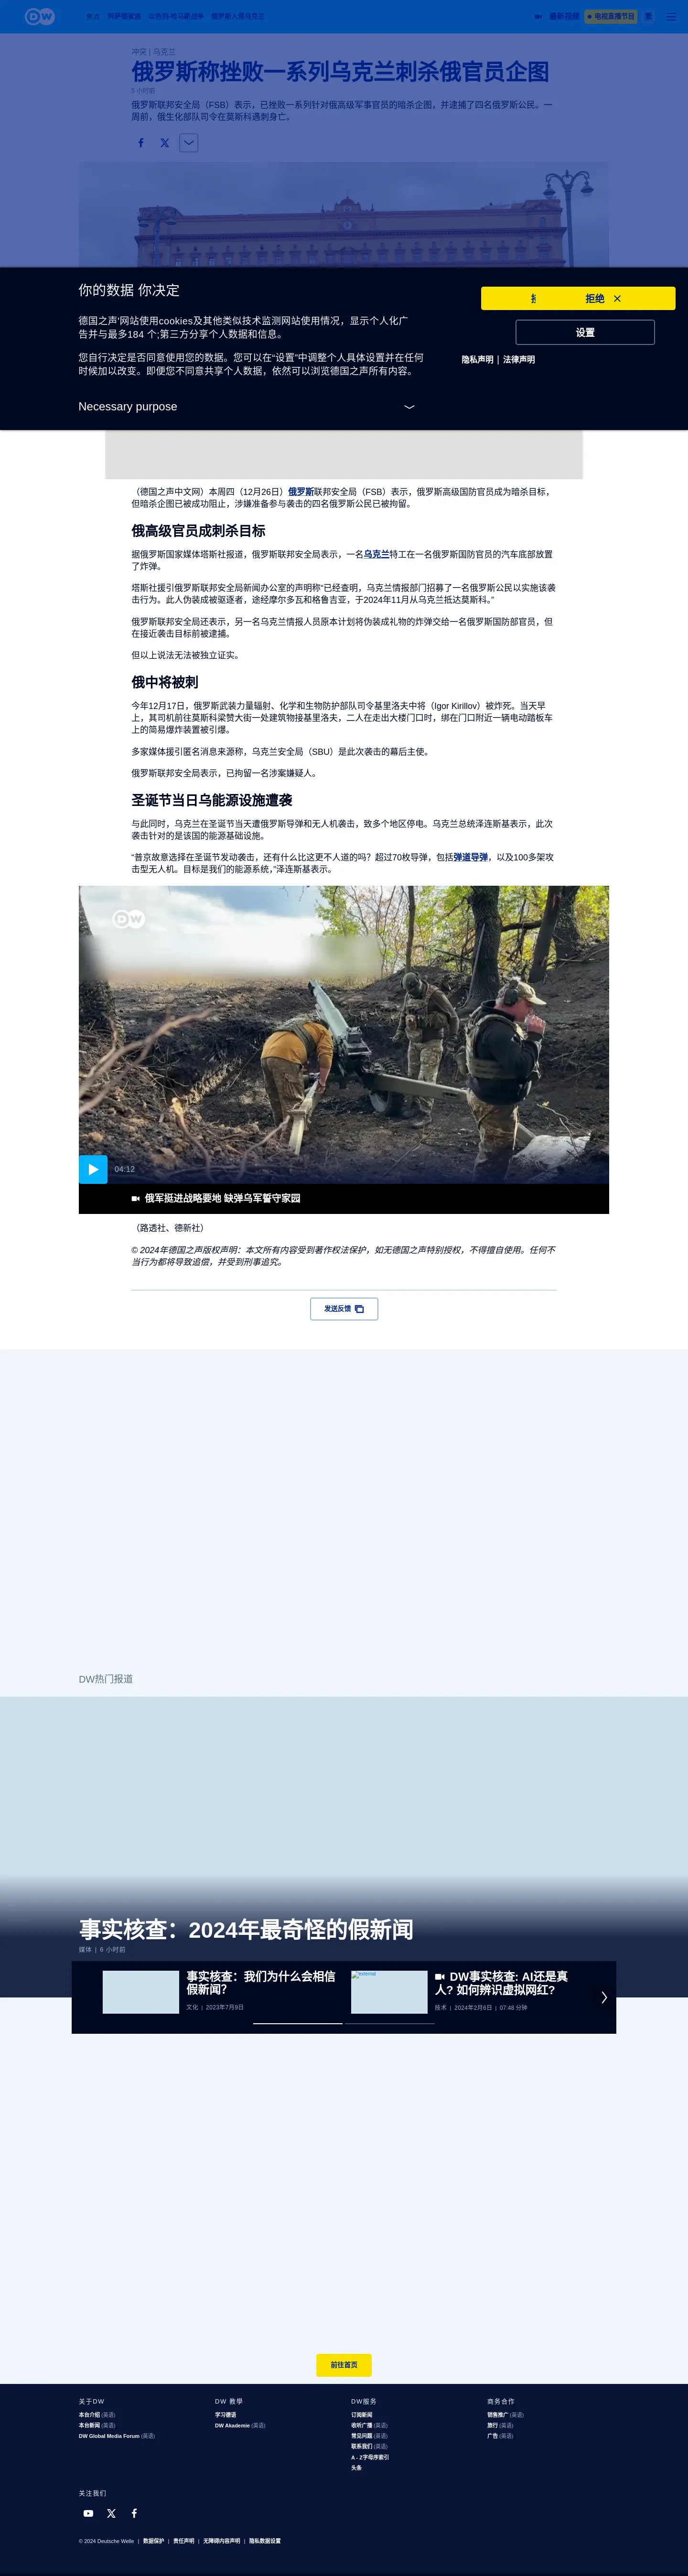 DW
焦点 阿萨德家族 以色列-哈马斯战争 俄罗斯入侵乌克兰
最新视频 电视直播节目 繁
冲突 | 乌克兰
俄罗斯称挫败一系列乌克兰刺杀俄官员企图
5 小时前
俄罗斯联邦安全局（FSB）表示，已挫败一系列针对俄高级军事官员的暗杀企图，并逮捕了四名俄罗斯公民。一
周前，俄生化部队司令在莫斯科遇刺身亡。
你的数据 你决定
拒绝
德国之声‘网站使用cookies及其他类似技术监测网站使用情况，显示个人化广
告并与最多184 个;第三方分享个人数据和信息。
设置
您自行决定是否同意使用您的数据。您可以在“设置”中调整个人具体设置并在任何
时候加以改变。即便您不同意共享个人数据，依然可以浏览德国之声所有内容。
隐私声明 | 法律声明
Necessary purpose
（德国之声中文网）本周四（12月26日）俄罗斯联邦安全局（FSB）表示，俄罗斯高级国防官员成为暗杀目标，
但暗杀企图已被成功阻止，涉嫌准备参与袭击的四名俄罗斯公民已被拘留。
俄高级官员成刺杀目标
据俄罗斯国家媒体塔斯社报道，俄罗斯联邦安全局表示，一名乌克兰特工在一名俄罗斯国防官员的汽车底部放置
了炸弹。
塔斯社援引俄罗斯联邦安全局新闻办公室的声明称“已经查明，乌克兰情报部门招募了一名俄罗斯公民以实施该袭
击行为。此人伪装成被驱逐者，途经摩尔多瓦和格鲁吉亚，于2024年11月从乌克兰抵达莫斯科。”
俄罗斯联邦安全局还表示，另一名乌克兰情报人员原本计划将伪装成礼物的炸弹交给一名俄罗斯国防部官员，但
在接近袭击目标前被逮捕。
但以上说法无法被独立证实。
俄中将被刺
今年12月17日，俄罗斯武装力量辐射、化学和生物防护部队司令基里洛夫中将（Igor Kirillov）被炸死。当天早
上，其司机前往莫斯科梁赞大街一处建筑物接基里洛夫，二人在走出大楼门口时，绑在门口附近一辆电动踏板车
上的简易爆炸装置被引爆。
多家媒体援引匿名消息来源称，乌克兰安全局（SBU）是此次袭击的幕后主使。
俄罗斯联邦安全局表示，已拘留一名涉案嫌疑人。
圣诞节当日乌能源设施遭袭
与此同时，乌克兰在圣诞节当天遭俄罗斯导弹和无人机袭击，致多个地区停电。乌克兰总统泽连斯基表示，此次
袭击针对的是该国的能源基础设施。
“普京故意选择在圣诞节发动袭击，还有什么比这更不人道的吗？超过70枚导弹，包括弹道导弹，以及100多架攻
击型无人机。目标是我们的能源系统，”泽连斯基表示。
DW
04:12
俄军挺进战略要地 缺弹乌军誓守家园
（路透社、德新社）
© 2024年德国之声版权声明：本文所有内容受到著作权法保护，如无德国之声特别授权，不得擅自使用。任何不
当行为都将导致追偿，并受到刑事追究。
发送反馈
DW热门报道
事实核查：2024年最奇怪的假新闻
媒体 | 6 小时前
事实核查：我们为什么会相信
假新闻？
文化 | 2023年7月9日
DW事实核查: AI还是真
人？如何辨识虚拟网红?
技术 | 2024年2月6日 | 07:46 分钟
前往首页
关于DW
本台介绍 (英语)
本台新闻 (英语)
DW Global Media Forum (英语)
DW 教學
学习德语
DW Akademie (英语)
DW服务
订阅新闻
收听广播 (英语)
常见问题 (英语)
联系我们 (英语)
A - Z字母序索引
头条
商务合作
销售推广 (英语)
旅行 (英语)
广告 (英语)
关注我们
© 2024 Deutsche Welle | 数据保护 | 责任声明 | 无障碍内容声明 | 隐私数据设置